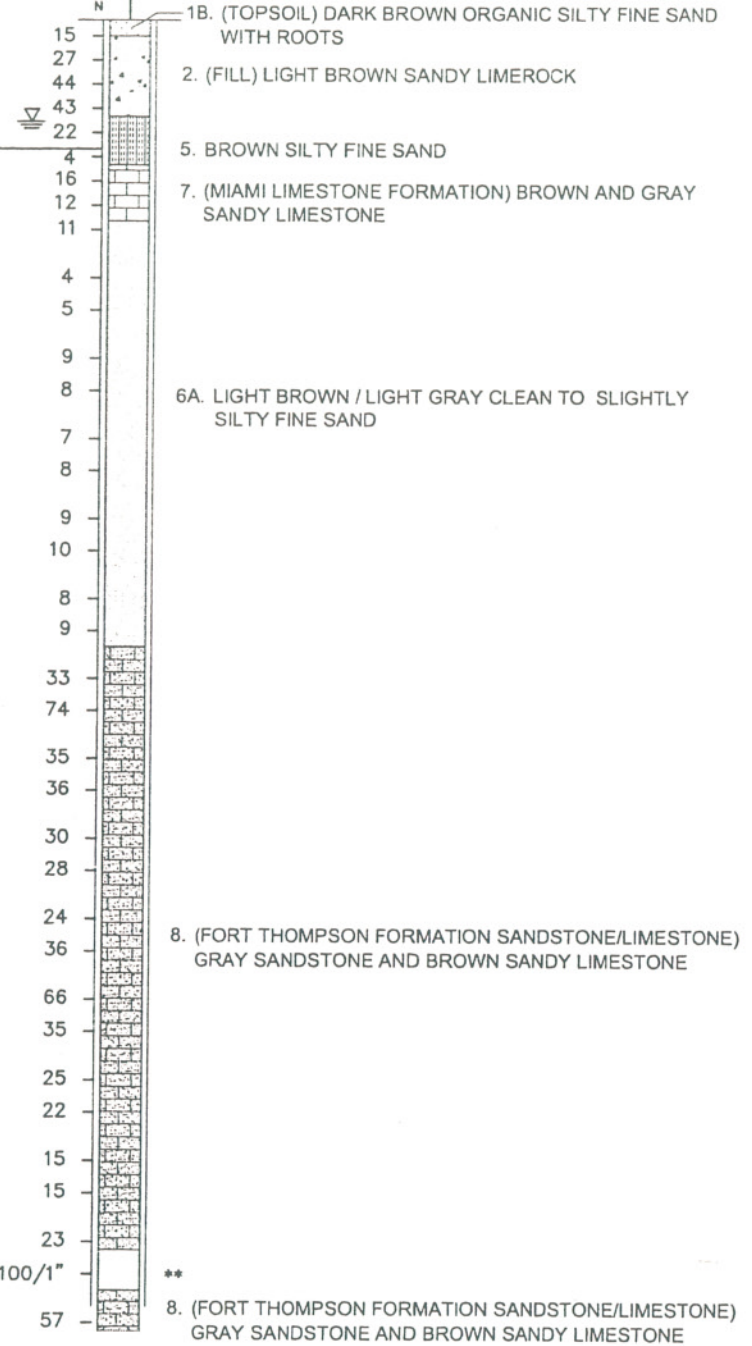 N
1B. (TOPSOIL) DARK BROWN ORGANIC SILTY FINE SAND
WITH ROOTS
15
27
2. (FILL) LIGHT BROWN SANDY LIMEROCK
44
43
22
5. BROWN SILTY FINE SAND
4
16
7. (MIAMI LIMESTONE FORMATION) BROWN AND GRAY
SANDY LIMESTONE
12
11
4
5
9
8
6A. LIGHT BROWN / LIGHT GRAY CLEAN TO SLIGHTLY
SILTY FINE SAND
7
8
9
10
8
9
33
74
35
36
30
28
24
8. (FORT THOMPSON FORMATION SANDSTONE/LIMESTONE)
GRAY SANDSTONE AND BROWN SANDY LIMESTONE
36
66
35
25
22
15
15
23
100/1" **
8. (FORT THOMPSON FORMATION SANDSTONE/LIMESTONE)
GRAY SANDSTONE AND BROWN SANDY LIMESTONE
57